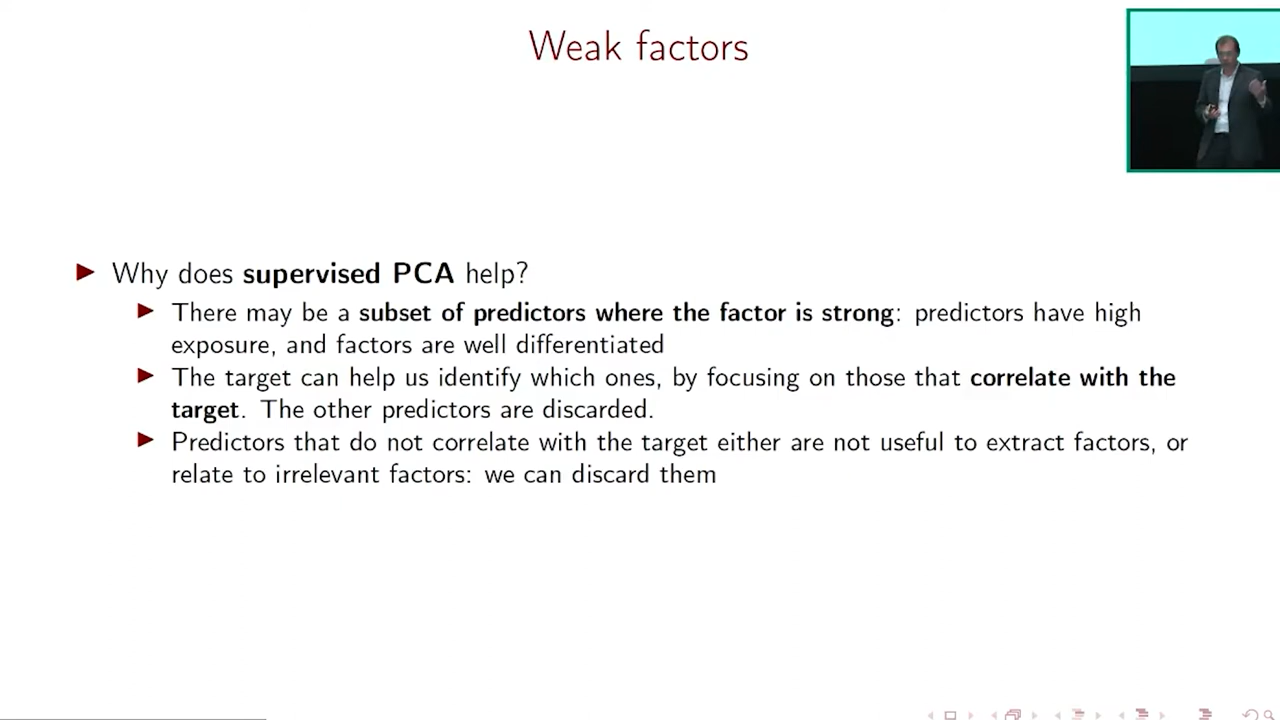 Weak factors
Why does supervised PCA help?
There may be a subset of predictors where the factor is strong: predictors have high
exposure, and factors are well differentiated
The target can help us identify which ones, by focusing on those that correlate with the
target. The other predictors are discarded.
Predictors that do not correlate with the target either are not useful to extract factors, or
relate to irrelevant factors: we can discard them